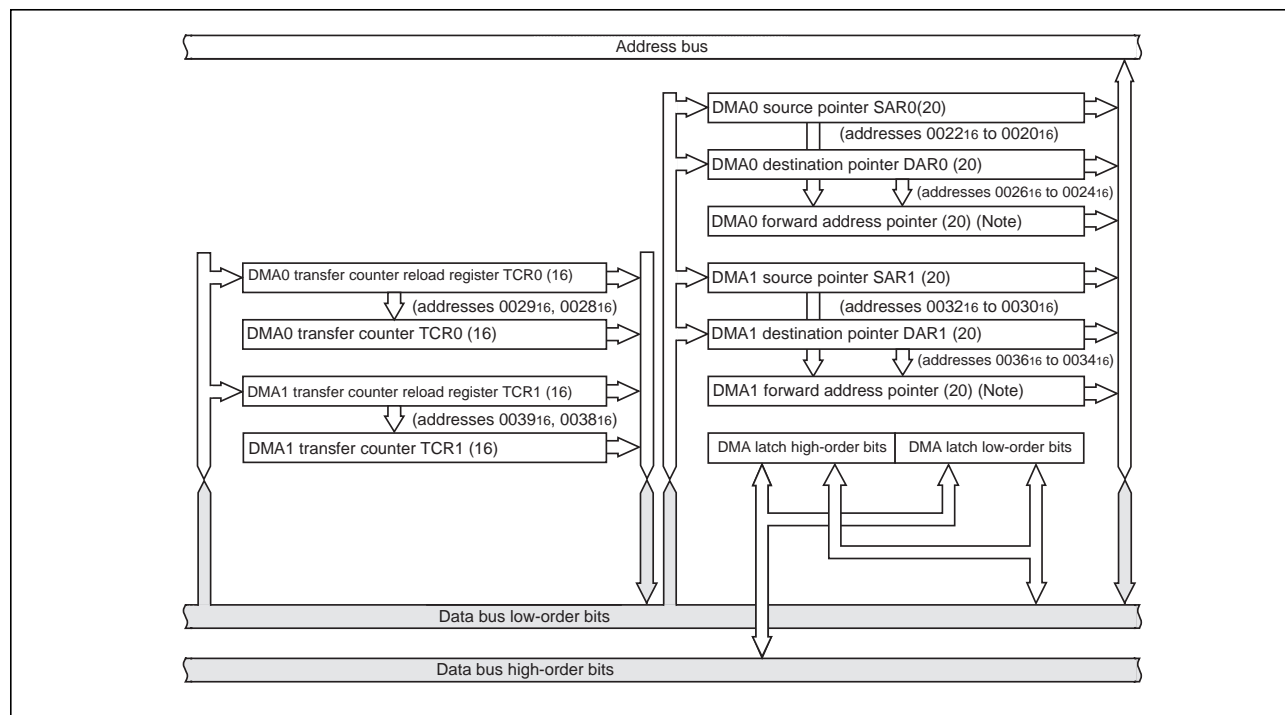 Address bus
DMA0 source pointer SAR0(20)
(addresses 002216 to 002016)
DMA0 destination pointer DAR0 (20)
(addresses 002616 to 002416)
DMA0 forward address pointer (20) (Note)
DMA0 transfer counter reload register TCR0 (16)
(addresses 002916, 002816)
DMA0 transfer counter TCR0 (16)
DMA1 transfer counter reload register TCR1 (16)
(addresses 003916, 003816)
DMA1 transfer counter TCR1 (16)
DMA1 source pointer SAR1 (20)
(addresses 003216 to 003016)
DMA1 destination pointer DAR1 (20)
(addresses 003616 to 003416)
DMA1 forward address pointer (20) (Note)
DMA latch high-order bits DMA latch low-order bits
Data bus low-order bits
Data bus high-order bits